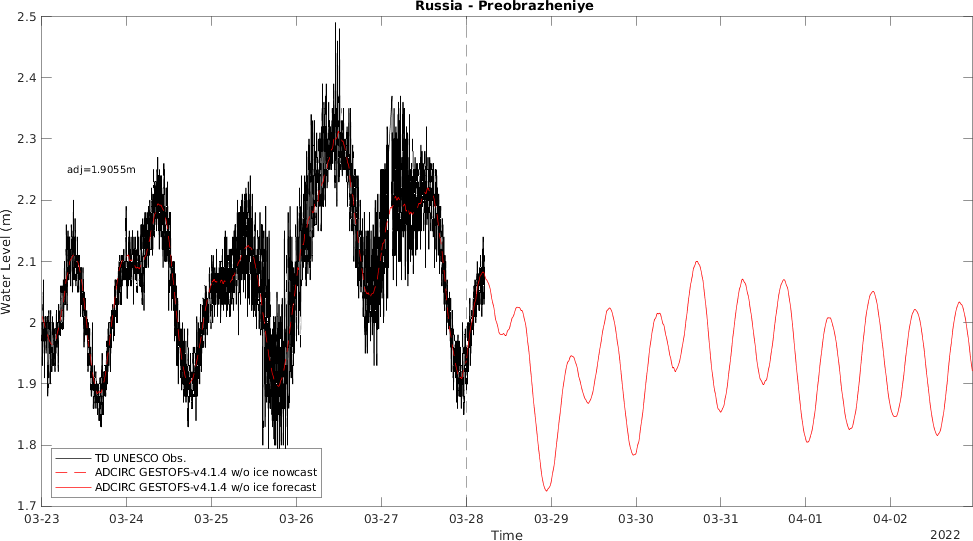 Russia - Preobrazheniye
2.5
2.4
2.3
2.2
2.1
2
1.9
1.8
1.7
Water Level (m)
adj=1.9055m
TD UNESCO Obs.
ADCIRC GESTOFS-v4.1.4 w/o ice nowcast
ADCIRC GESTOFS-v4.1.4 w/o ice forecast
03-23 03-24 03-25 03-26 03-27 03-28 03-29 03-30 03-31 04-01 04-02
Time
2022